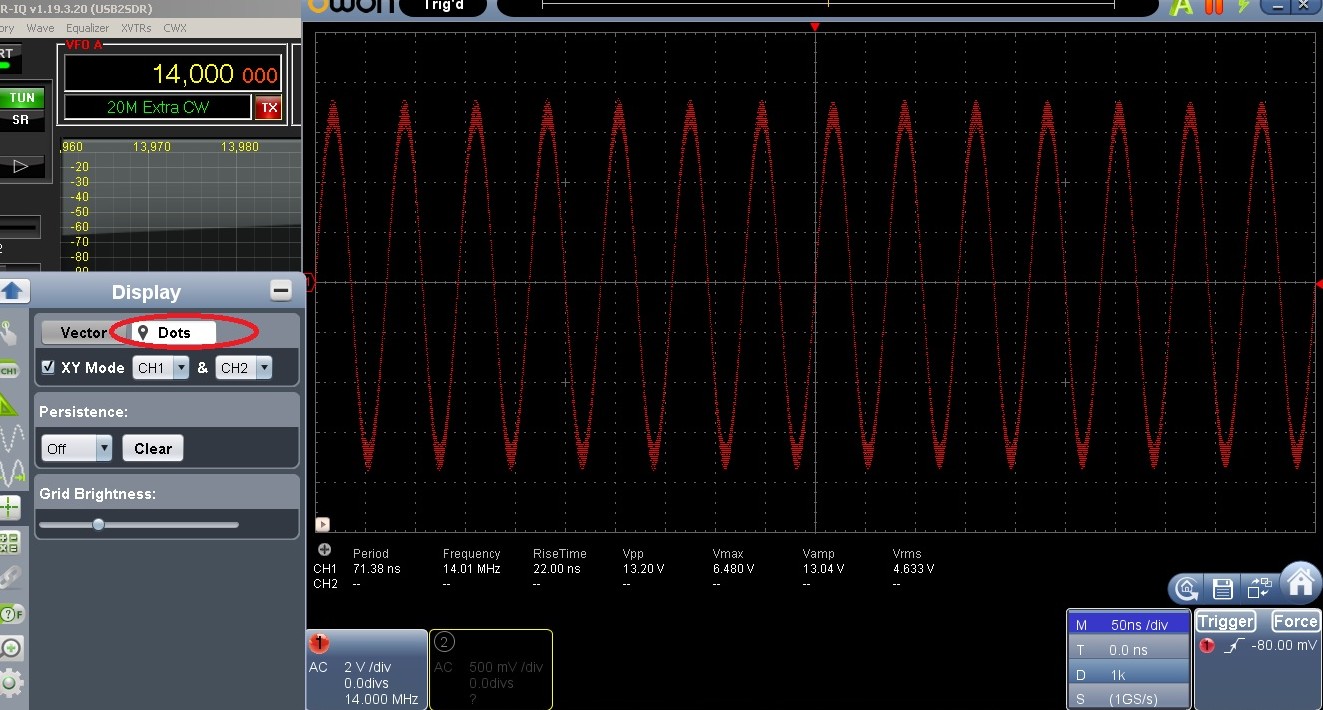 R-IQ v1.19.3.20 (USB2SDR)
ory Wave Equalizer XVTRs CWX
RT
VFO A
14,000 000
20M Extra CW TX
TUN
SR
,960 13,970 13,980
-20
-30
-40
-50
-60
-70
-80
-90
owon Trig'd
Display
Vector Dots
XY Mode CH1 & CH2
Persistence:
Off Clear
Grid Brightness:
CH1
?F
Period Frequency RiseTime Vpp Vmax Vamp Vrms
CH1 71.38 ns 14.01 MHz 22.00 ns 13.20 V 6.480 V 13.04 V 4.633 V
CH2 -- -- -- -- -- -- --
1
AC 2 V /div
0.0divs
14.000 MHz
2
AC 500 mV /div
0.0divs
?
M 50ns /div
T 0.0 ns
D 1k
S (1GS/s)
Trigger Force
1 -80.00 mV